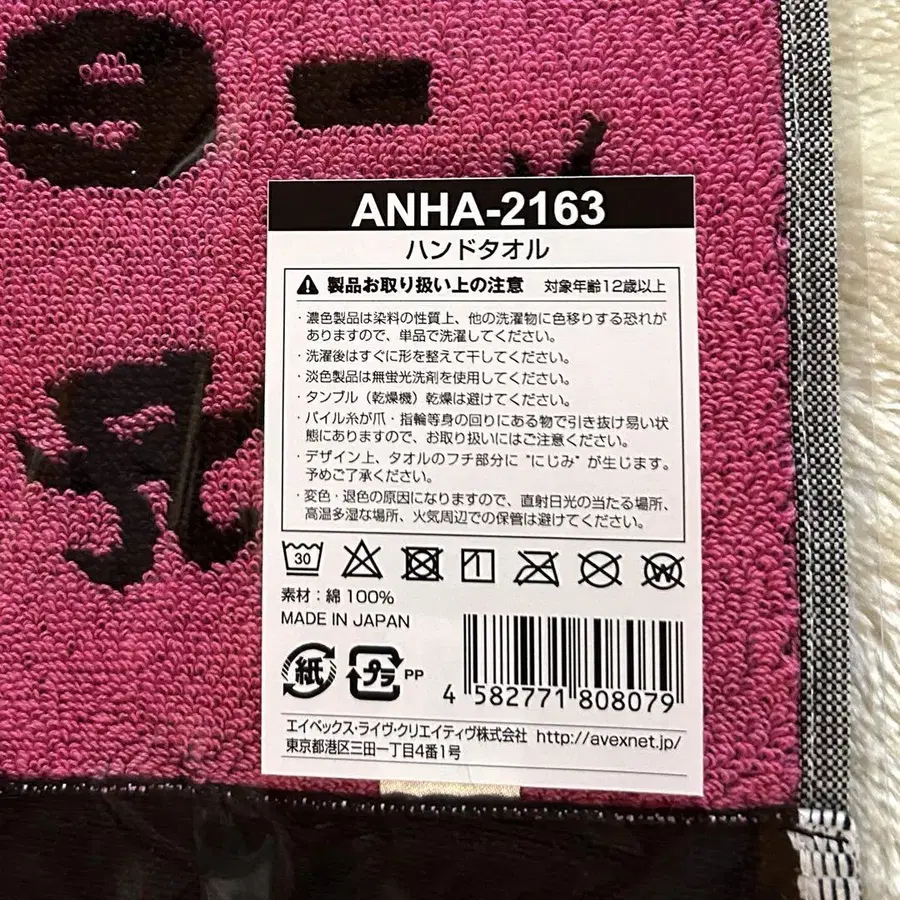 ANHA-2163
ハンドタオル
製品お取り扱い上の注意 対象年齢12歳以上
・濃色製品は染料の性質上、他の洗濯物に色移りする恐れが
ありますので、単品で洗濯してください。
・洗濯後はすぐに形を整えて干してください。
・淡色製品は無蛍光洗剤を使用してください。
・タンブル（乾燥機）乾燥は避けてください。
・パイル糸が爪・指輪等身の回りにある物で引き抜け易い状
態にありますので、お取り扱いにはご注意ください。
・デザイン上、タオルのフチ部分に "にじみ" が生じます。
予めご了承ください。
・変色・退色の原因になりますので、直射日光の当たる場所、
高温多湿な場所、火気周辺での保管は避けてください。
30 W
素材：綿 100%
MADE IN JAPAN
紙 プラ PP
4 582771 808079
エイベックス・ライヴ・クリエイティヴ株式会社 http://avexnet.jp/
東京都港区三田一丁目4番1号